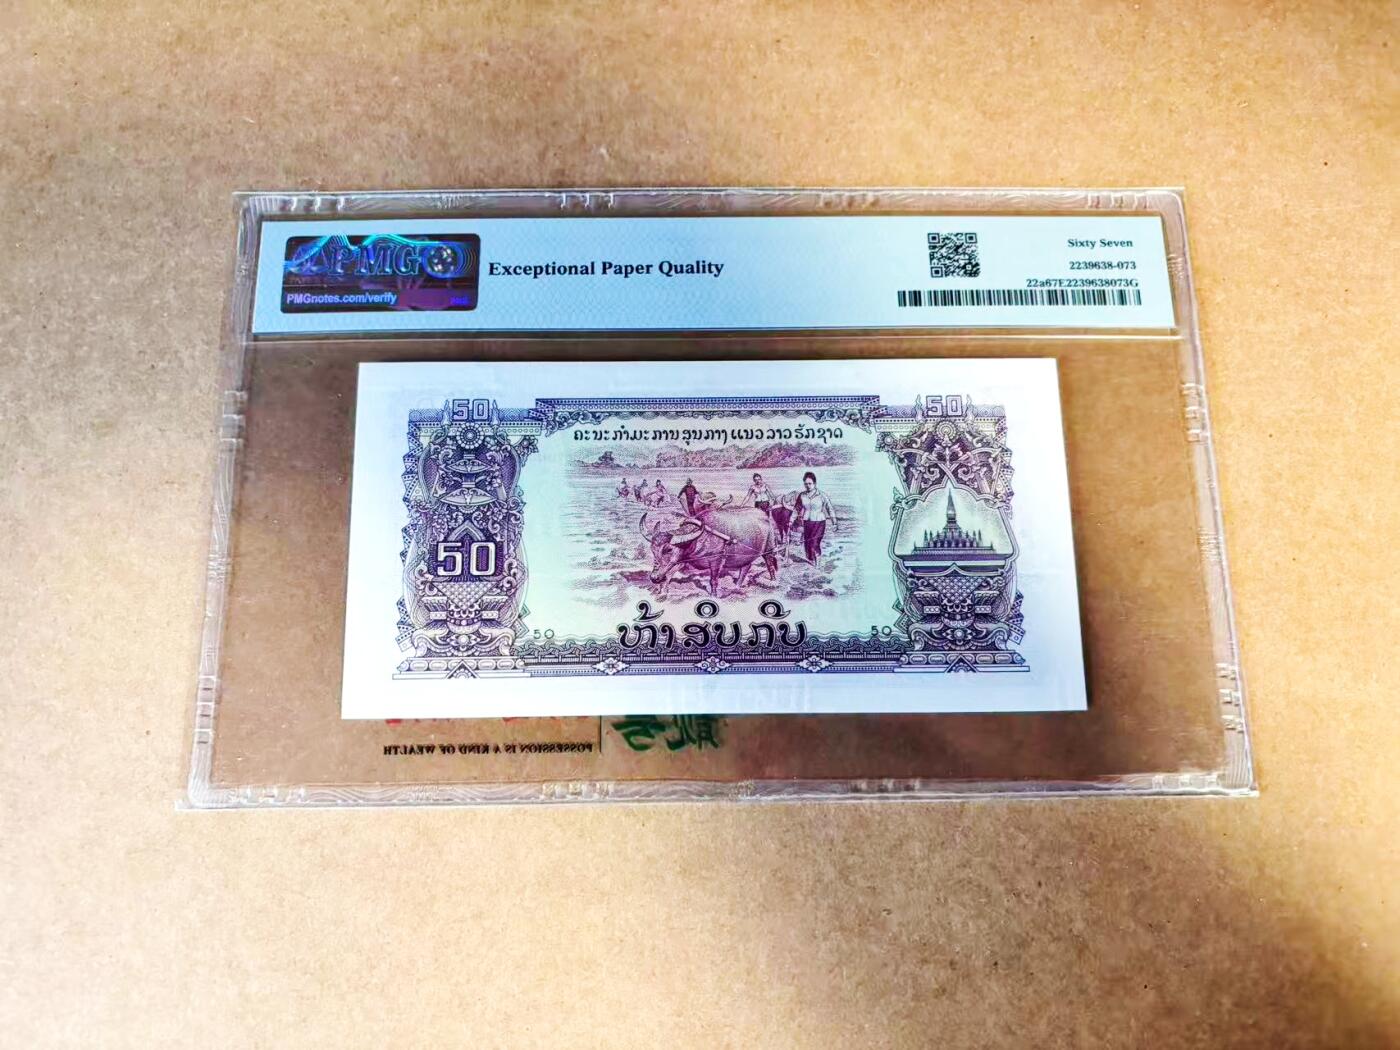 PMG
PMGnotes.com/verify
Exceptional Paper Quality
Sixty Seven
2239638-073
22a67E2239638073G
50
50
ຄະນະກຳມະການສູນກາງແນວລາວຮັກຊາດ
50
50
ຫ້າສິບກີບ
50
POSSESSION IS A KIND OF WEALTH